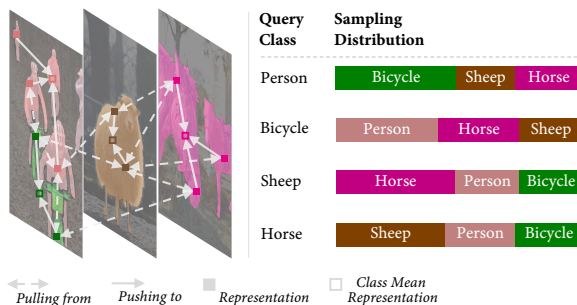 Query Class Sampling Distribution
Person Bicycle Sheep Horse
Bicycle Person Horse Sheep
Sheep Horse Person Bicycle
Horse Sheep Person Bicycle
Pulling from Pushing to Representation Class Mean Representation